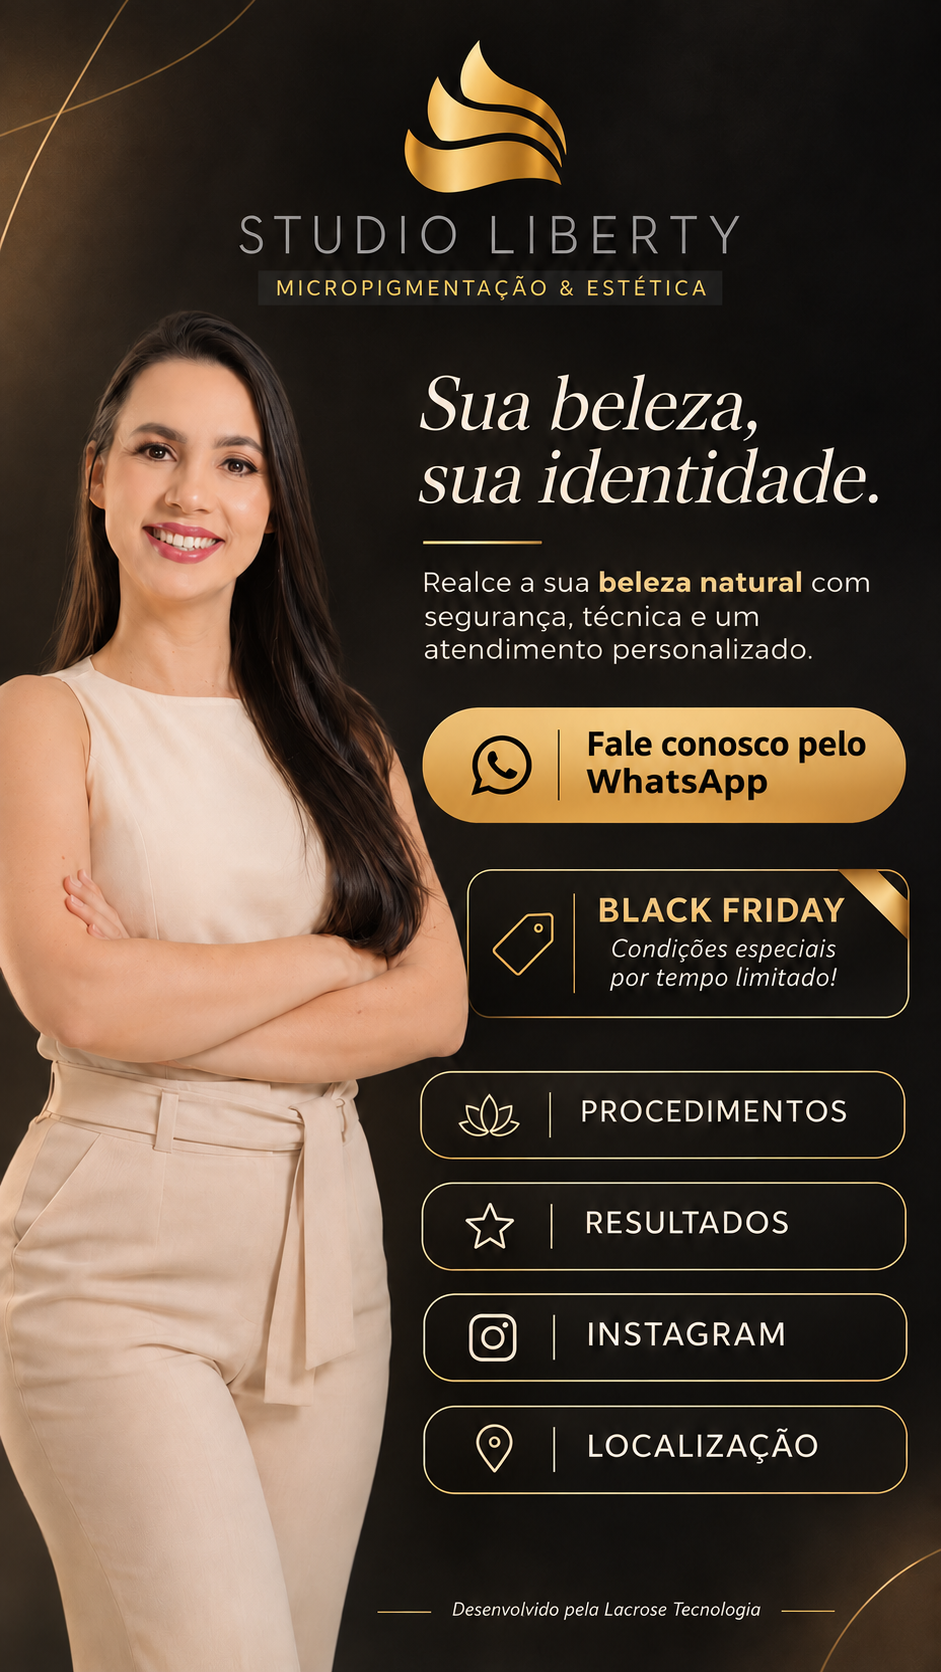 STUDIO LIBERTY
MICROPIGMENTAÇÃO & ESTÉTICA
Sua beleza,
sua identidade.
Realce a sua beleza natural com
segurança, técnica e um
atendimento personalizado.
Fale conosco pelo
WhatsApp
BLACK FRIDAY
Condições especiais
por tempo limitado!
PROCEDIMENTOS
RESULTADOS
INSTAGRAM
LOCALIZAÇÃO
Desenvolvido pela Lacrose Tecnologia